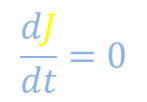 dJ/dt = 0